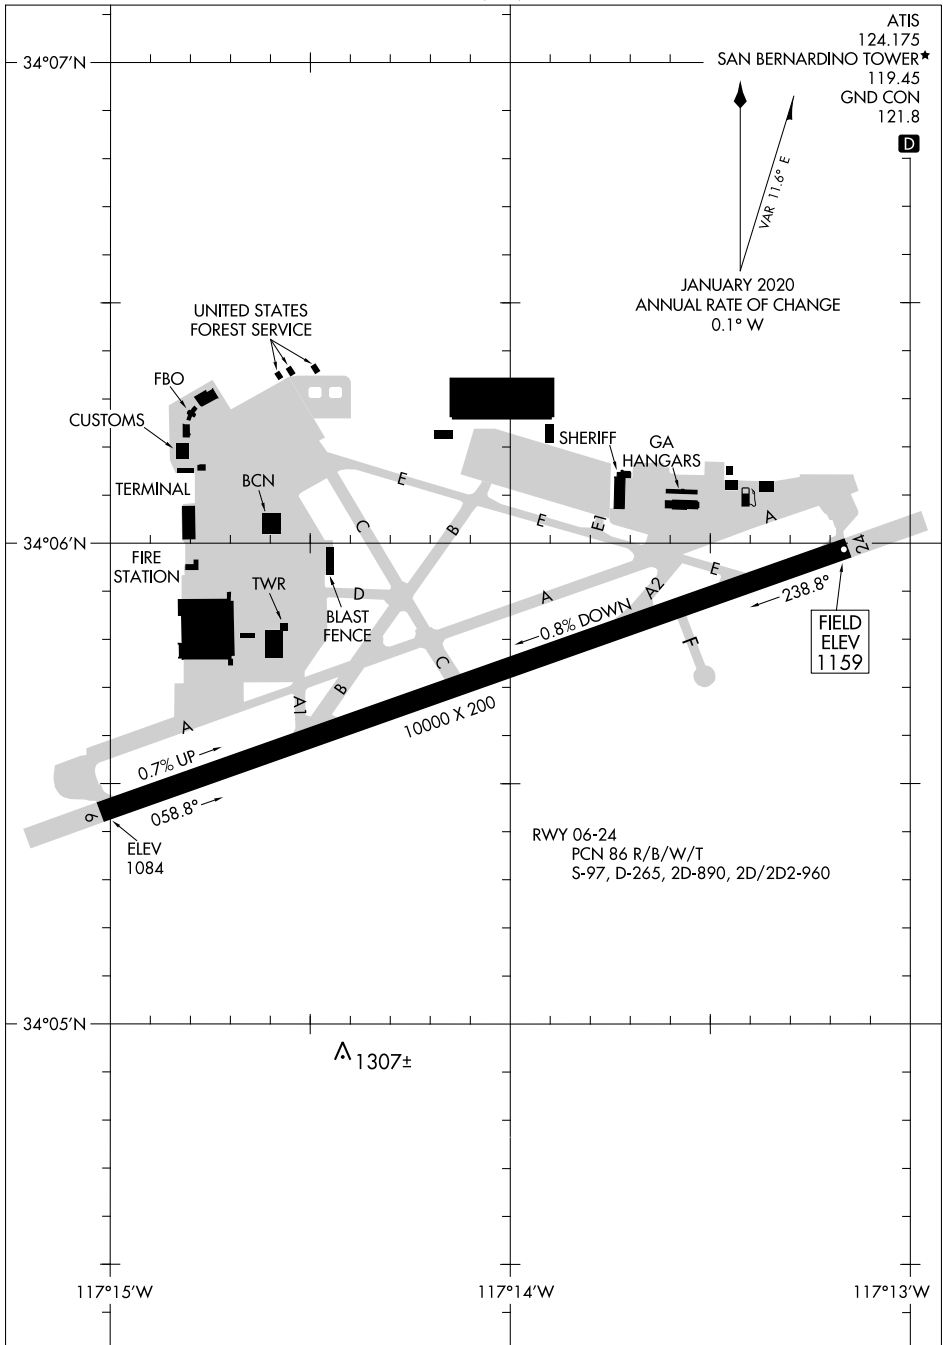 ATIS
124.175
34°07'N
SAN BERNARDINO TOWER★
119.45
GND CON
121.8
D
VAR 11.6° E
JANUARY 2020
ANNUAL RATE OF CHANGE
0.1° W
UNITED STATES
FOREST SERVICE
FBO
CUSTOMS
SHERIFF
GA
HANGARS
TERMINAL
BCN
E
C
B
E
E1
A
34°06'N
24
FIRE
STATION
TWR
D
BLAST
FENCE
A
A2
E
238.8°
0.8% DOWN
FIELD
ELEV
1159
F
C
B
A1
10000 X 200
A
0.7% UP
058.8°
6
ELEV
1084
RWY 06-24
PCN 86 R/B/W/T
S-97, D-265, 2D-890, 2D/2D2-960
34°05'N
1307±
117°15'W
117°14'W
117°13'W